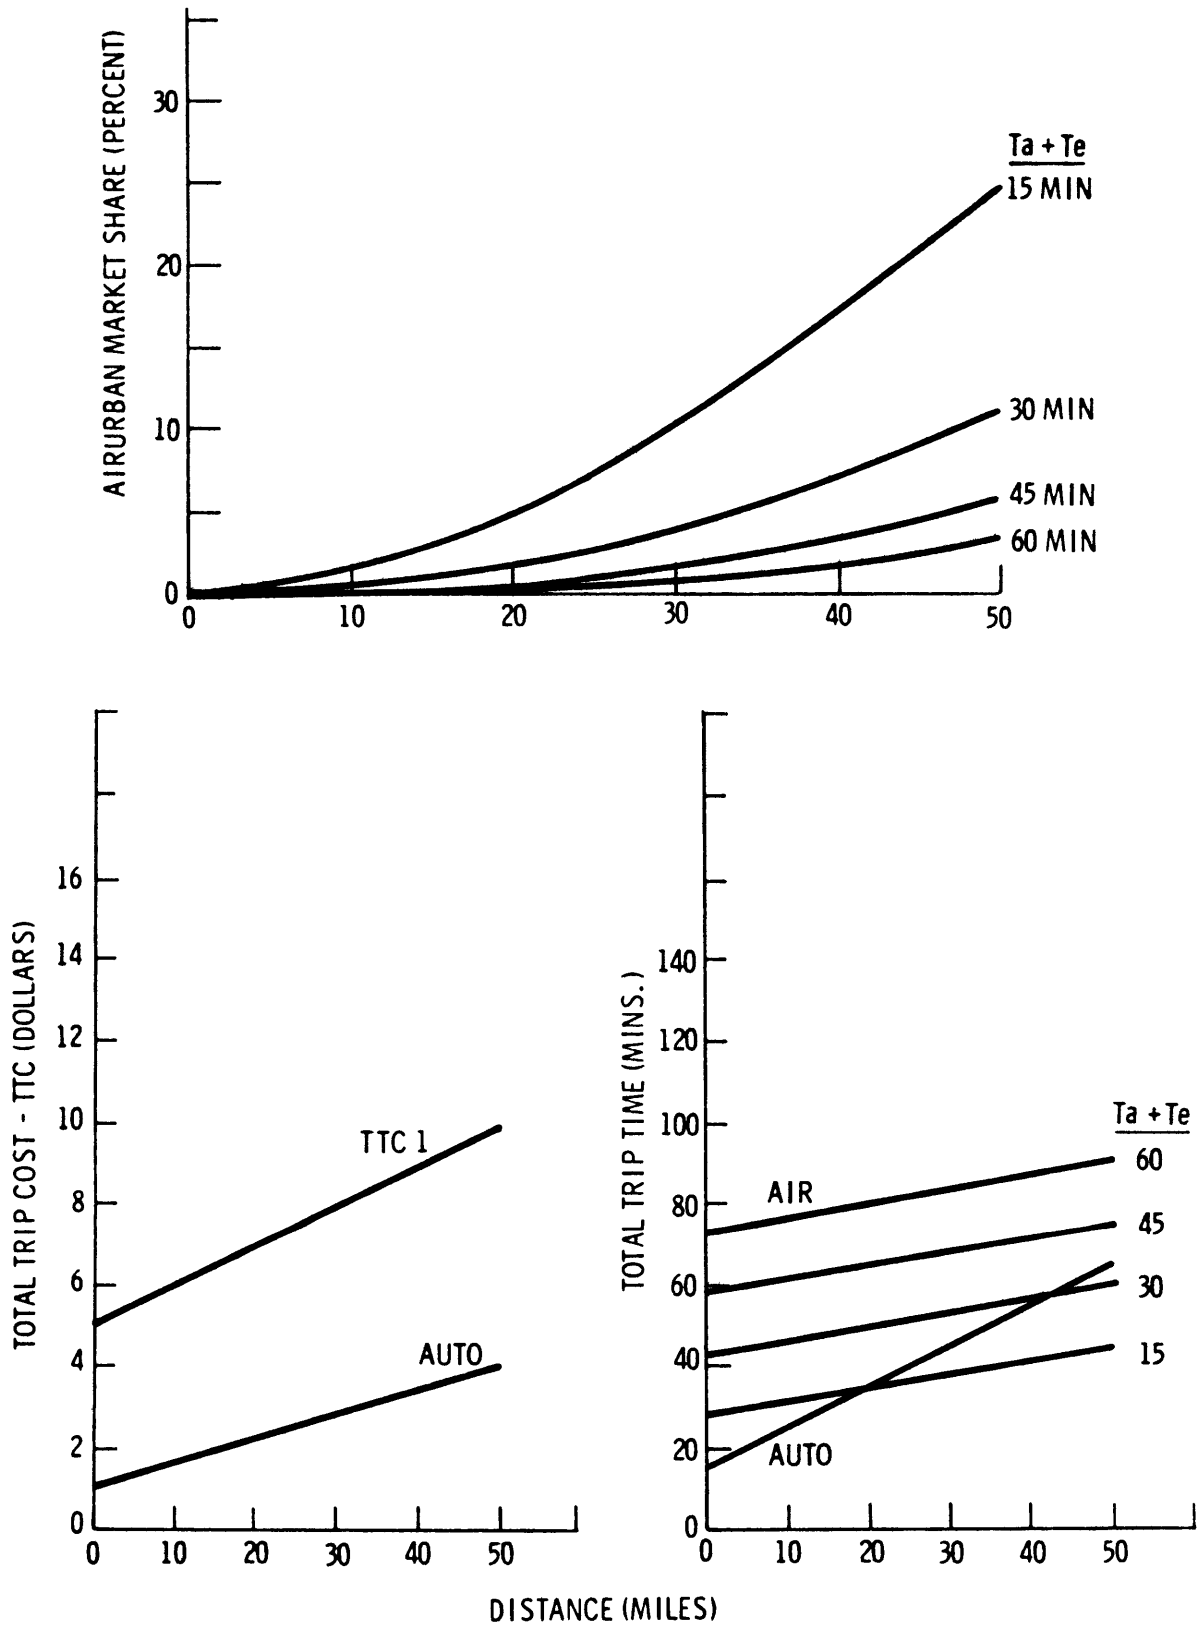 AIRURBAN MARKET SHARE (PERCENT)
30
20
10
0
Ta + Te
15 MIN
30 MIN
45 MIN
60 MIN
0 10 20 30 40 50
TOTAL TRIP COST - TTC (DOLLARS)
16
14
12
10
8
6
4
2
0
TTC 1
AUTO
0 10 20 30 40 50
TOTAL TRIP TIME (MINS.)
140
120
100
80
60
40
20
0
Ta + Te
60
45
30
15
AIR
AUTO
0 10 20 30 40 50
DISTANCE (MILES)